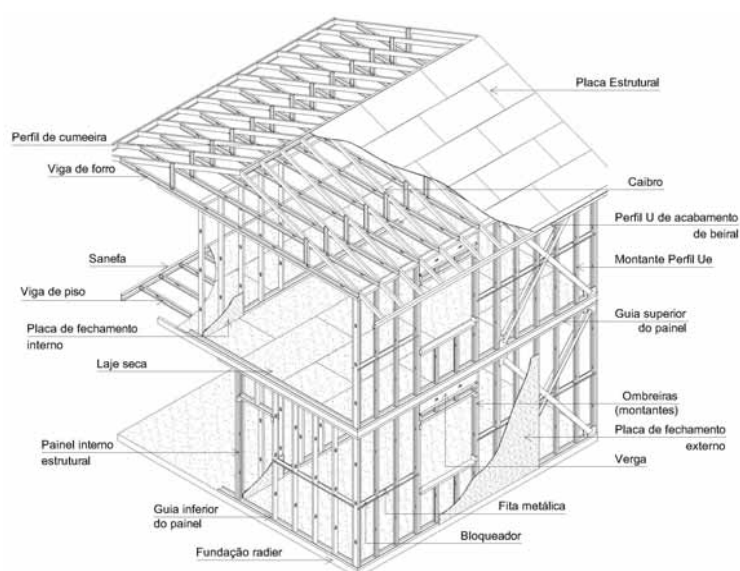 Placa Estrutural
Perfil de cumeeira
Viga de forro
Caibro
Perfil U de acabamento
de beiral
Sanefa
Montante Perfil Ue
Viga de piso
Placa de fechamento
interno
Guia superior
do painel
Laje seca
Ombreiras
(montantes)
Painel interno
estrutural
Placa de fechamento
externo
Verga
Guia inferior
do painel
Fita metálica
Bloqueador
Fundação radier